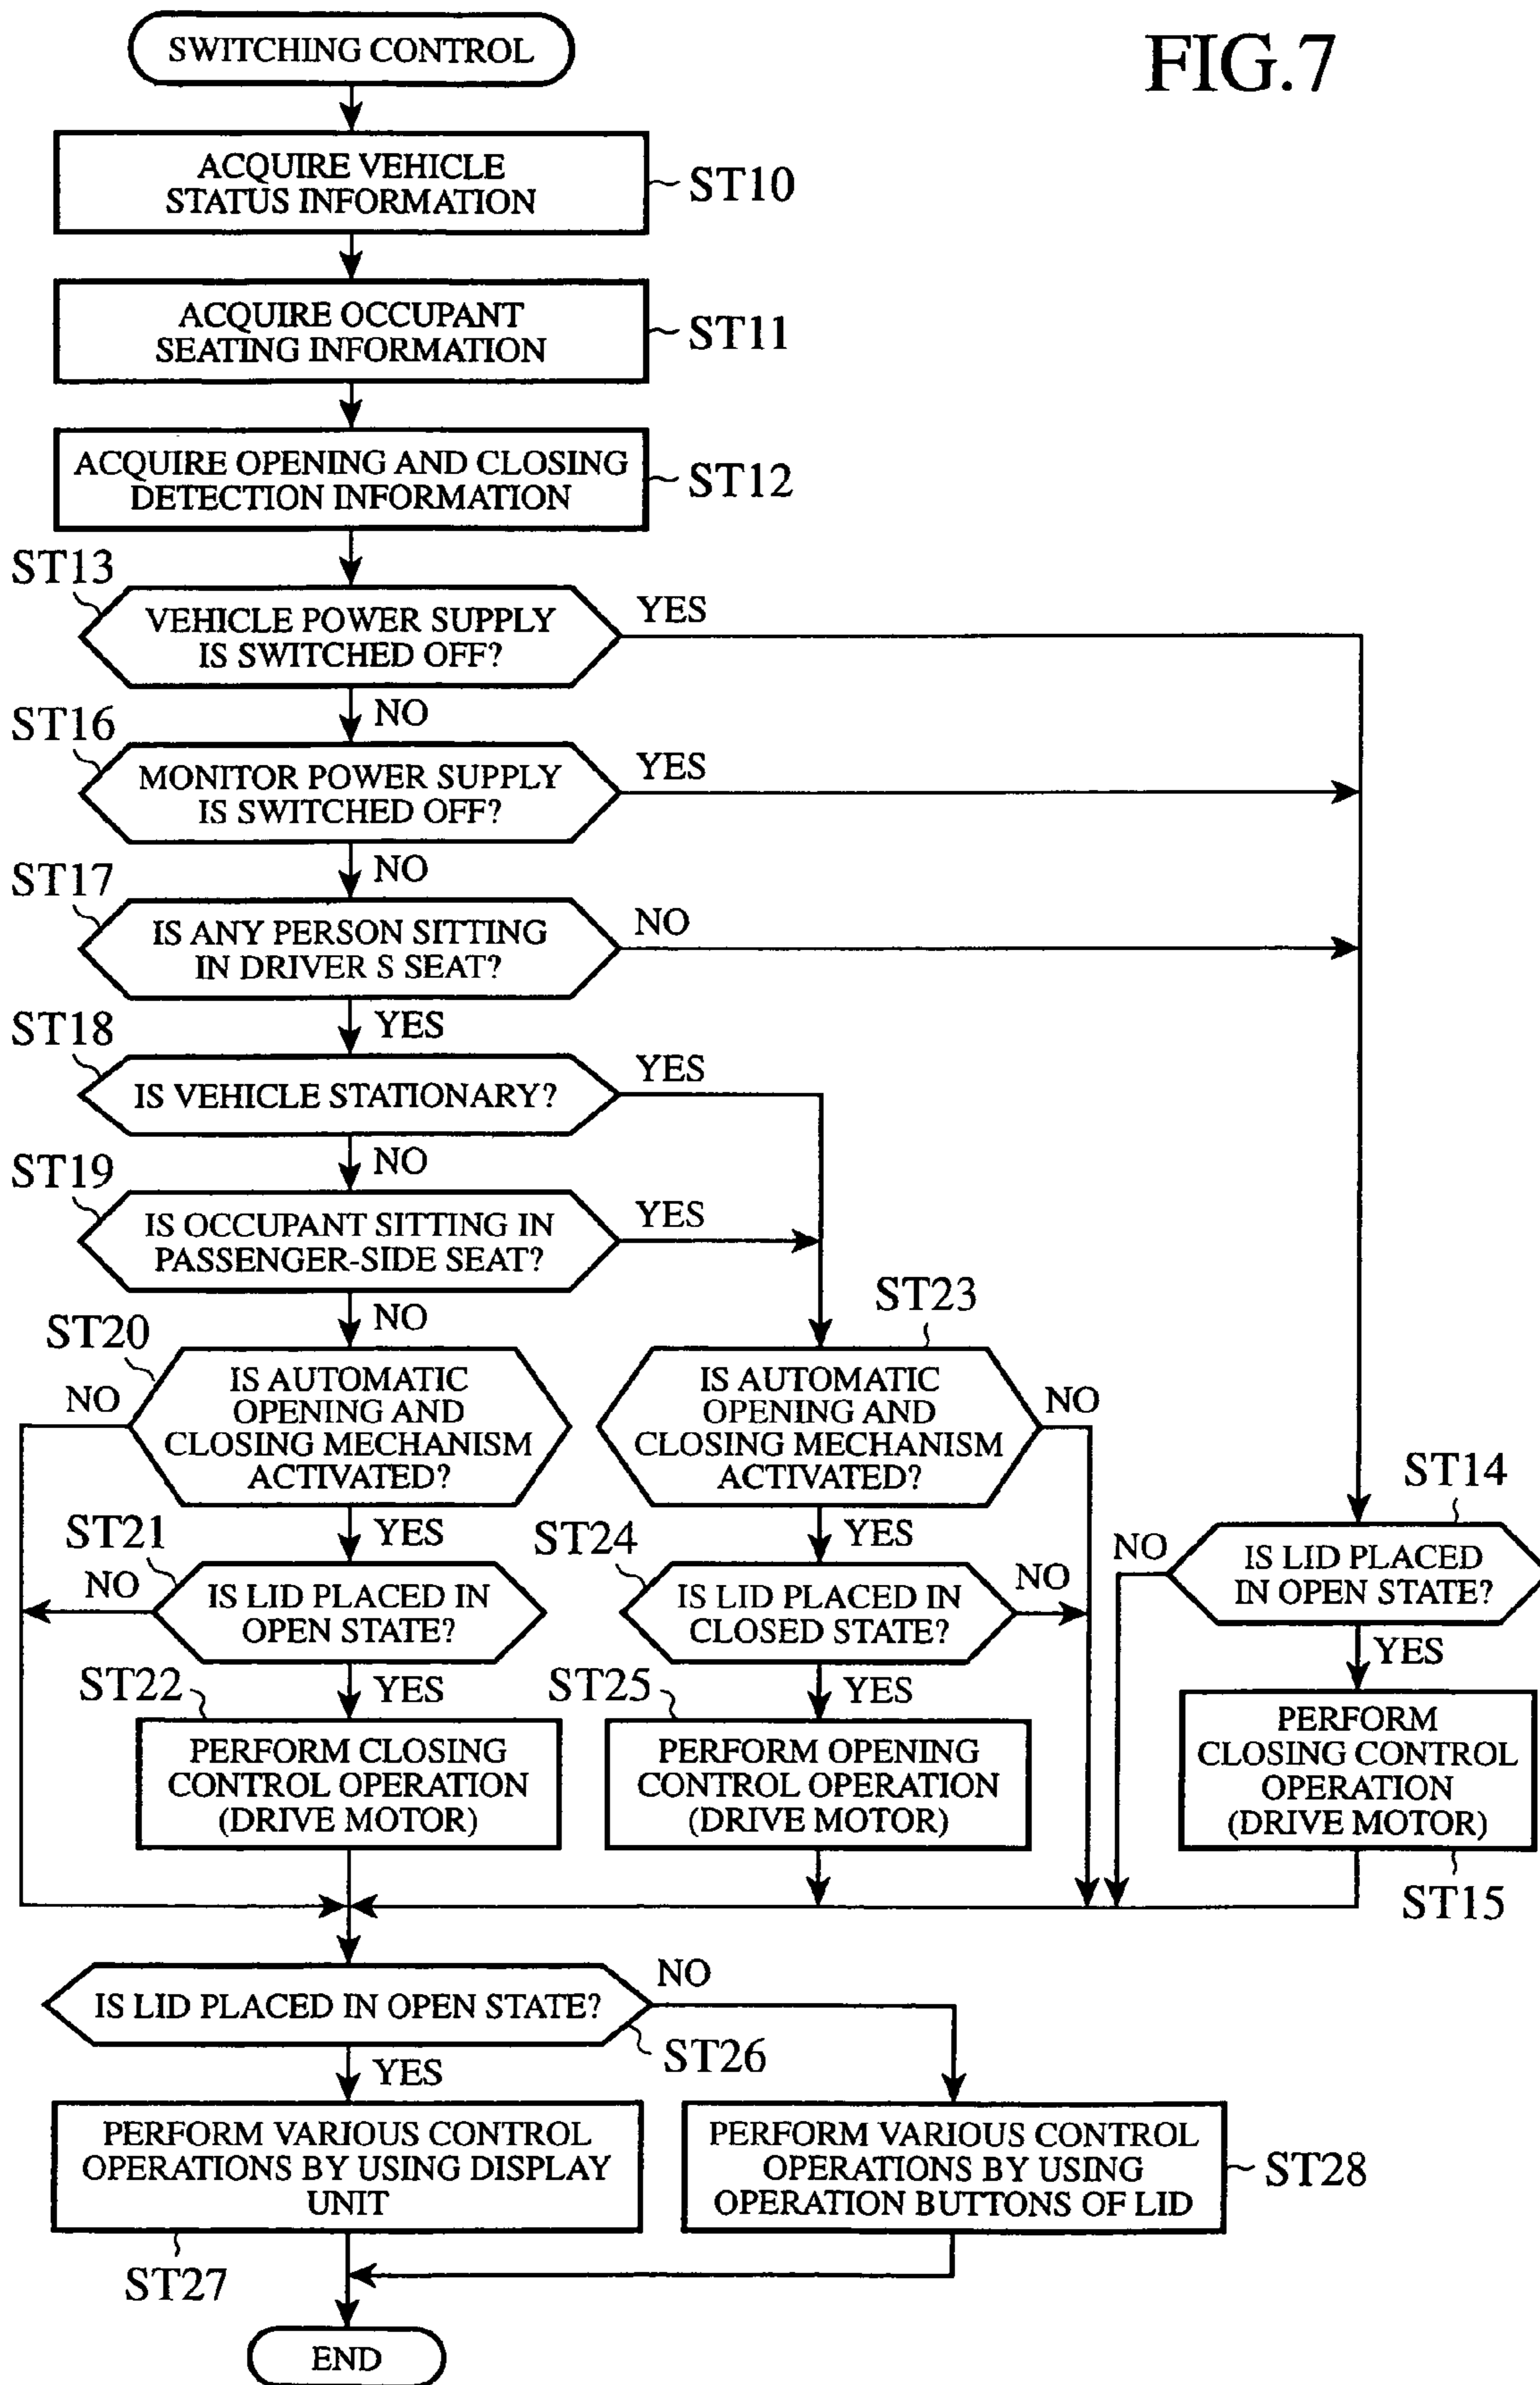 FIG.7
SWITCHING CONTROL
ACQUIRE VEHICLE
STATUS INFORMATION
ST10
ACQUIRE OCCUPANT
SEATING INFORMATION
ST11
ACQUIRE OPENING AND CLOSING
DETECTION INFORMATION
ST12
ST13
VEHICLE POWER SUPPLY
IS SWITCHED OFF?
YES
NO
ST16
MONITOR POWER SUPPLY
IS SWITCHED OFF?
YES
NO
ST17
IS ANY PERSON SITTING
IN DRIVER S SEAT?
NO
YES
ST18
IS VEHICLE STATIONARY?
YES
NO
ST19
IS OCCUPANT SITTING IN
PASSENGER-SIDE SEAT?
YES
NO
ST20
IS AUTOMATIC
OPENING AND
CLOSING MECHANISM
ACTIVATED?
NO
YES
ST21
IS LID PLACED IN
OPEN STATE?
NO
YES
ST22
PERFORM CLOSING
CONTROL OPERATION
(DRIVE MOTOR)
ST23
IS AUTOMATIC
OPENING AND
CLOSING MECHANISM
ACTIVATED?
NO
YES
ST24
IS LID PLACED IN
CLOSED STATE?
NO
YES
ST25
PERFORM OPENING
CONTROL OPERATION
(DRIVE MOTOR)
ST14
IS LID PLACED
IN OPEN STATE?
NO
YES
PERFORM
CLOSING CONTROL
OPERATION
(DRIVE MOTOR)
ST15
IS LID PLACED IN OPEN STATE?
NO
ST26
YES
PERFORM VARIOUS CONTROL
OPERATIONS BY USING DISPLAY
UNIT
ST27
PERFORM VARIOUS CONTROL
OPERATIONS BY USING
OPERATION BUTTONS OF LID
ST28
END